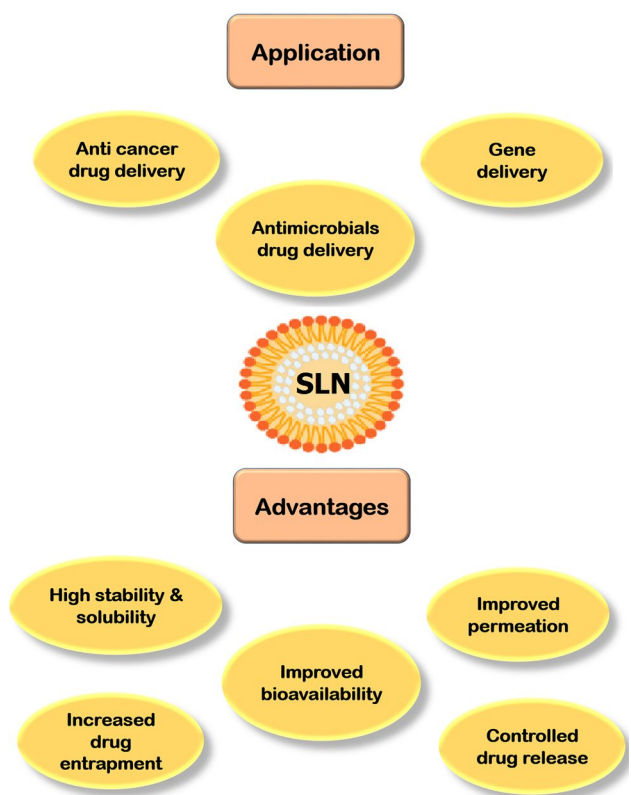 Application
Anti cancer
drug delivery
Gene
delivery
Antimicrobials
drug delivery
SLN
Advantages
High stability &
solubility
Improved
permeation
Improved
bioavailability
Increased
drug
entrapment
Controlled
drug release